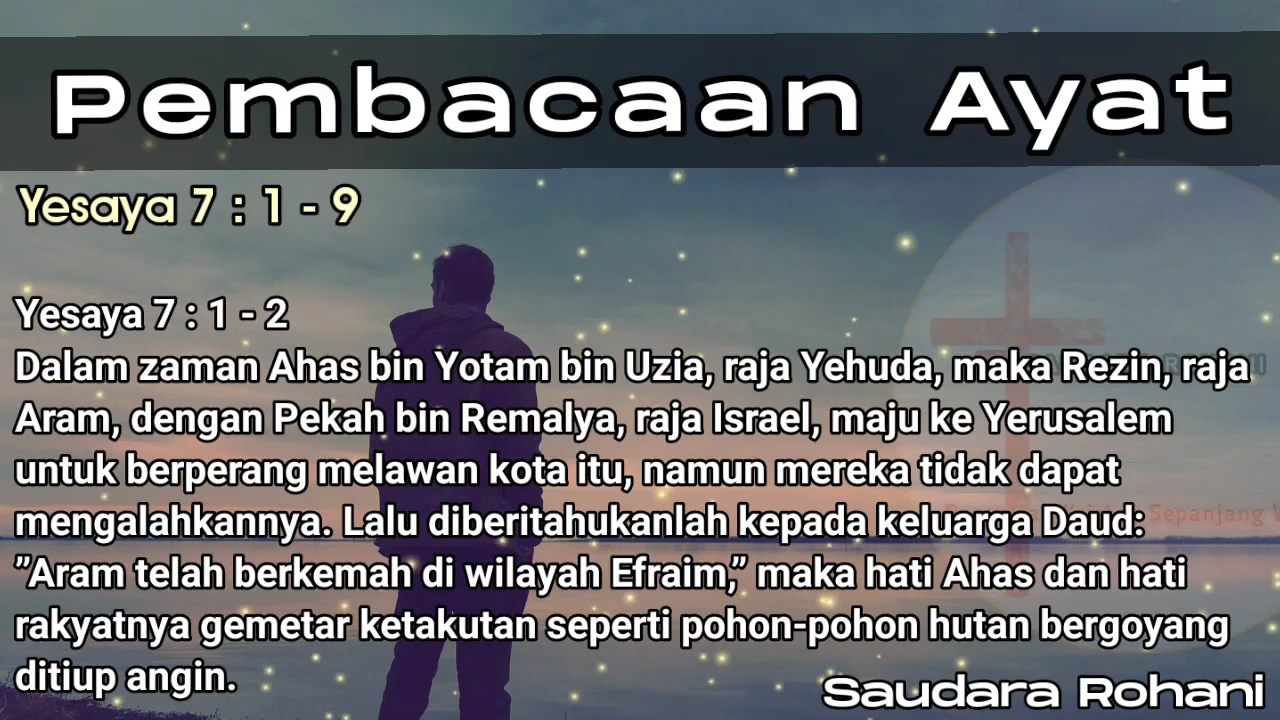 Pembacaan Ayat
Yesaya 7 : 1 - 9
Yesaya 7 : 1 - 2
Dalam zaman Ahas bin Yotam bin Uzia, raja Yehuda, maka Rezin, raja
Aram, dengan Pekah bin Remalya, raja Israel, maju ke Yerusalem
untuk berperang melawan kota itu, namun mereka tidak dapat
mengalahkannya. Lalu diberitahukanlah kepada keluarga Daud:
”Aram telah berkemah di wilayah Efraim,” maka hati Ahas dan hati
rakyatnya gemetar ketakutan seperti pohon-pohon hutan bergoyang
ditiup angin.
Sepanjang
Saudara Rohani